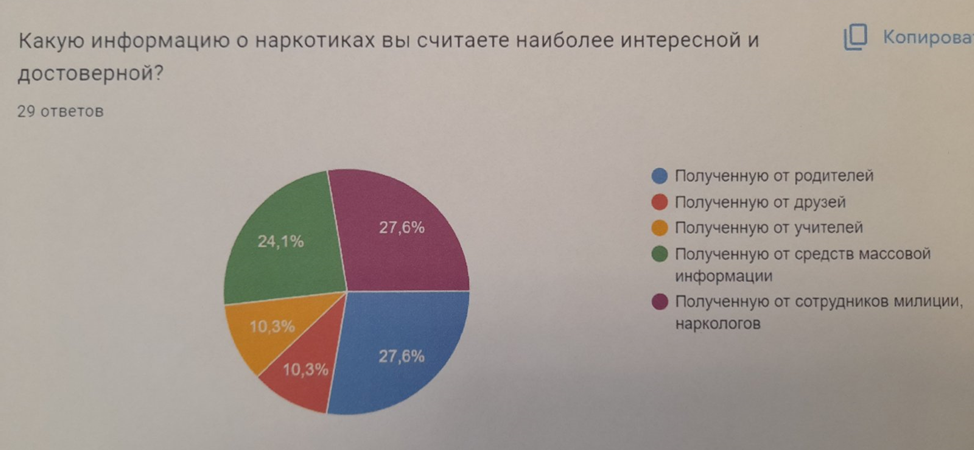 Какую информацию о наркотиках вы считаете наиболее интересной и
достоверной?
29 ответов
Полученную от родителей
Полученную от друзей
Полученную от учителей
Полученную от средств массовой
информации
Полученную от сотрудников милиции,
наркологов
27,6%
24,1%
10,3%
10,3%
27,6%